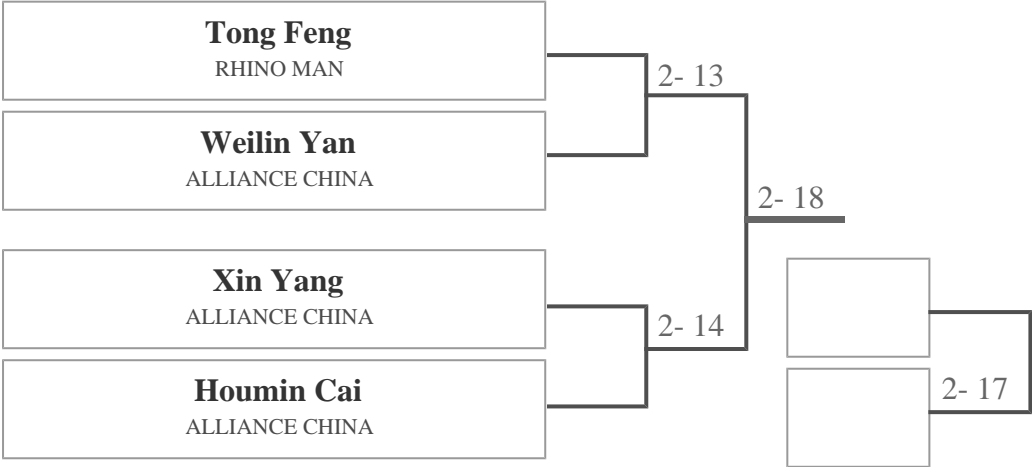 Tong Feng
RHINO MAN
2- 13
Weilin Yan
ALLIANCE CHINA
2- 18
Xin Yang
ALLIANCE CHINA
2- 14
Houmin Cai
ALLIANCE CHINA
2- 17